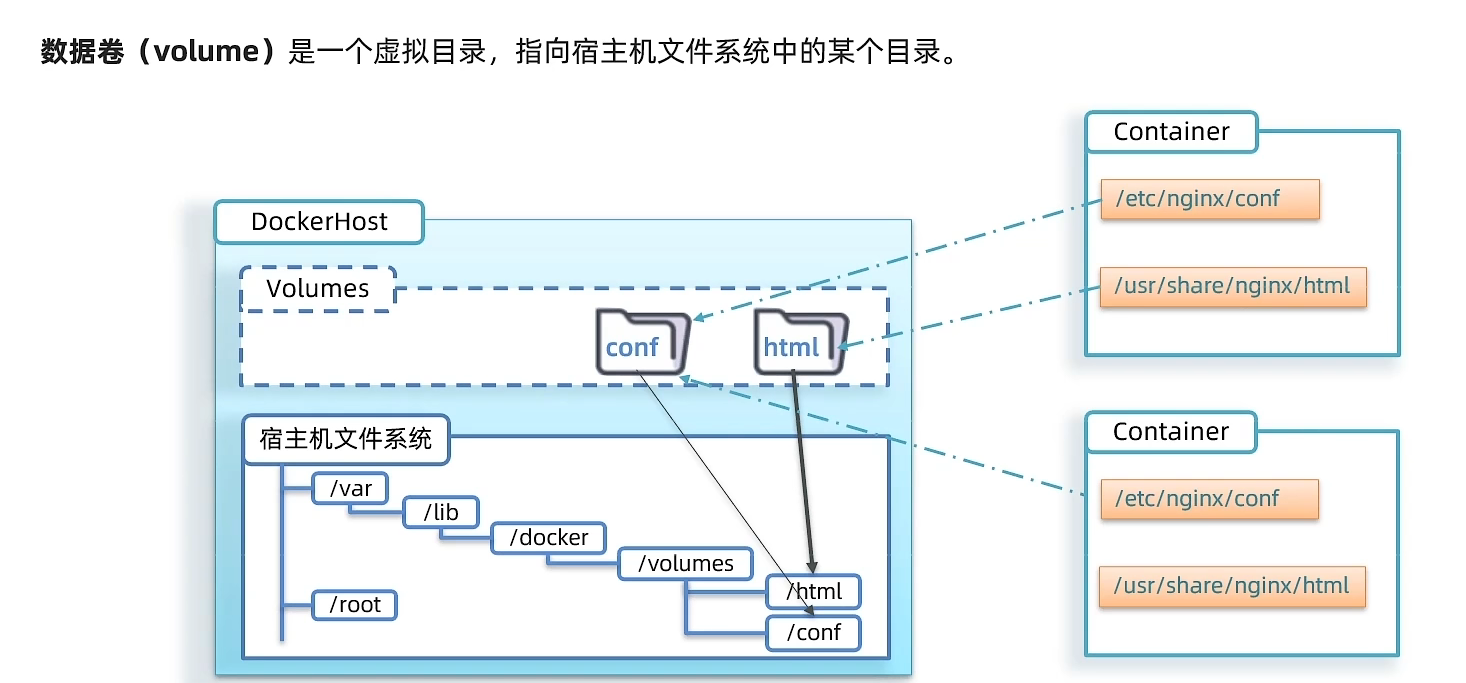 数据卷（volume）是一个虚拟目录，指向宿主机文件系统中的某个目录。
DockerHost
Volumes
conf
html
宿主机文件系统
/var
/lib
/docker
/volumes
/html
/root
/conf
Container
/etc/nginx/conf
/usr/share/nginx/html
Container
/etc/nginx/conf
/usr/share/nginx/html